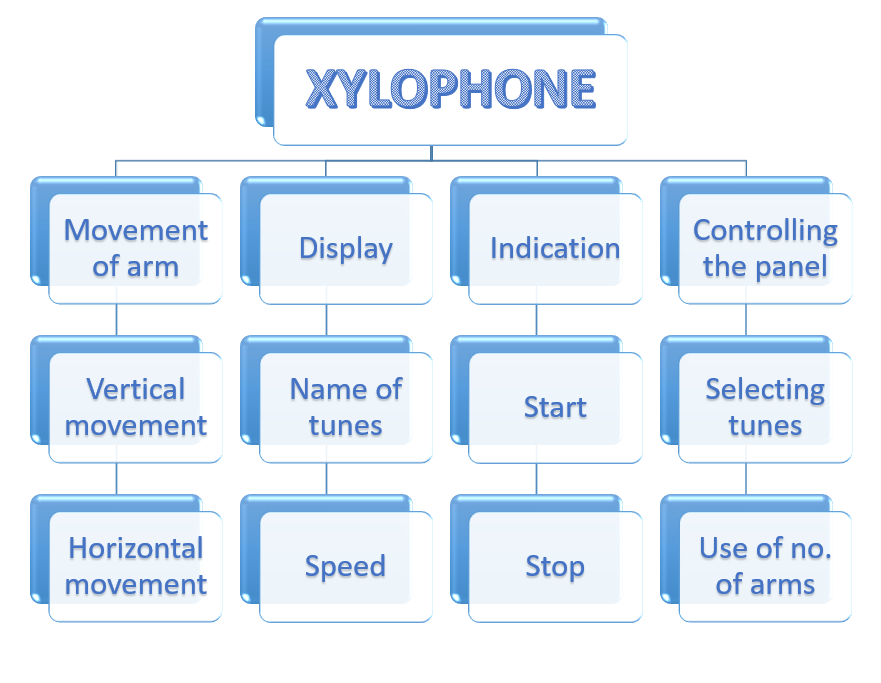 XYLOPHONE
Movement
of arm
Display
Indication
Controlling
the panel
Vertical
movement
Name of
tunes
Start
Selecting
tunes
Horizontal
movement
Speed
Stop
Use of no.
of arms